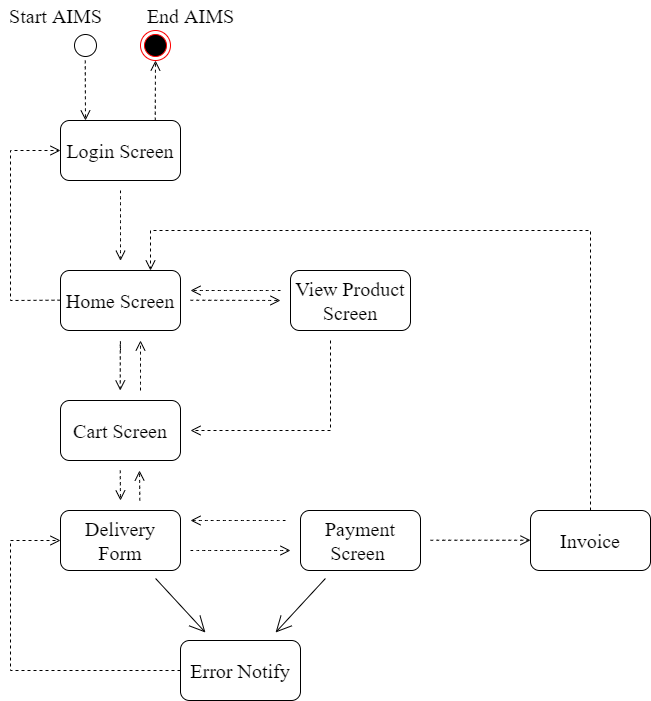 Start AIMS
End AIMS
Login Screen
Home Screen
View Product
Screen
Cart Screen
Delivery
Form
Payment
Screen
Invoice
Error Notify